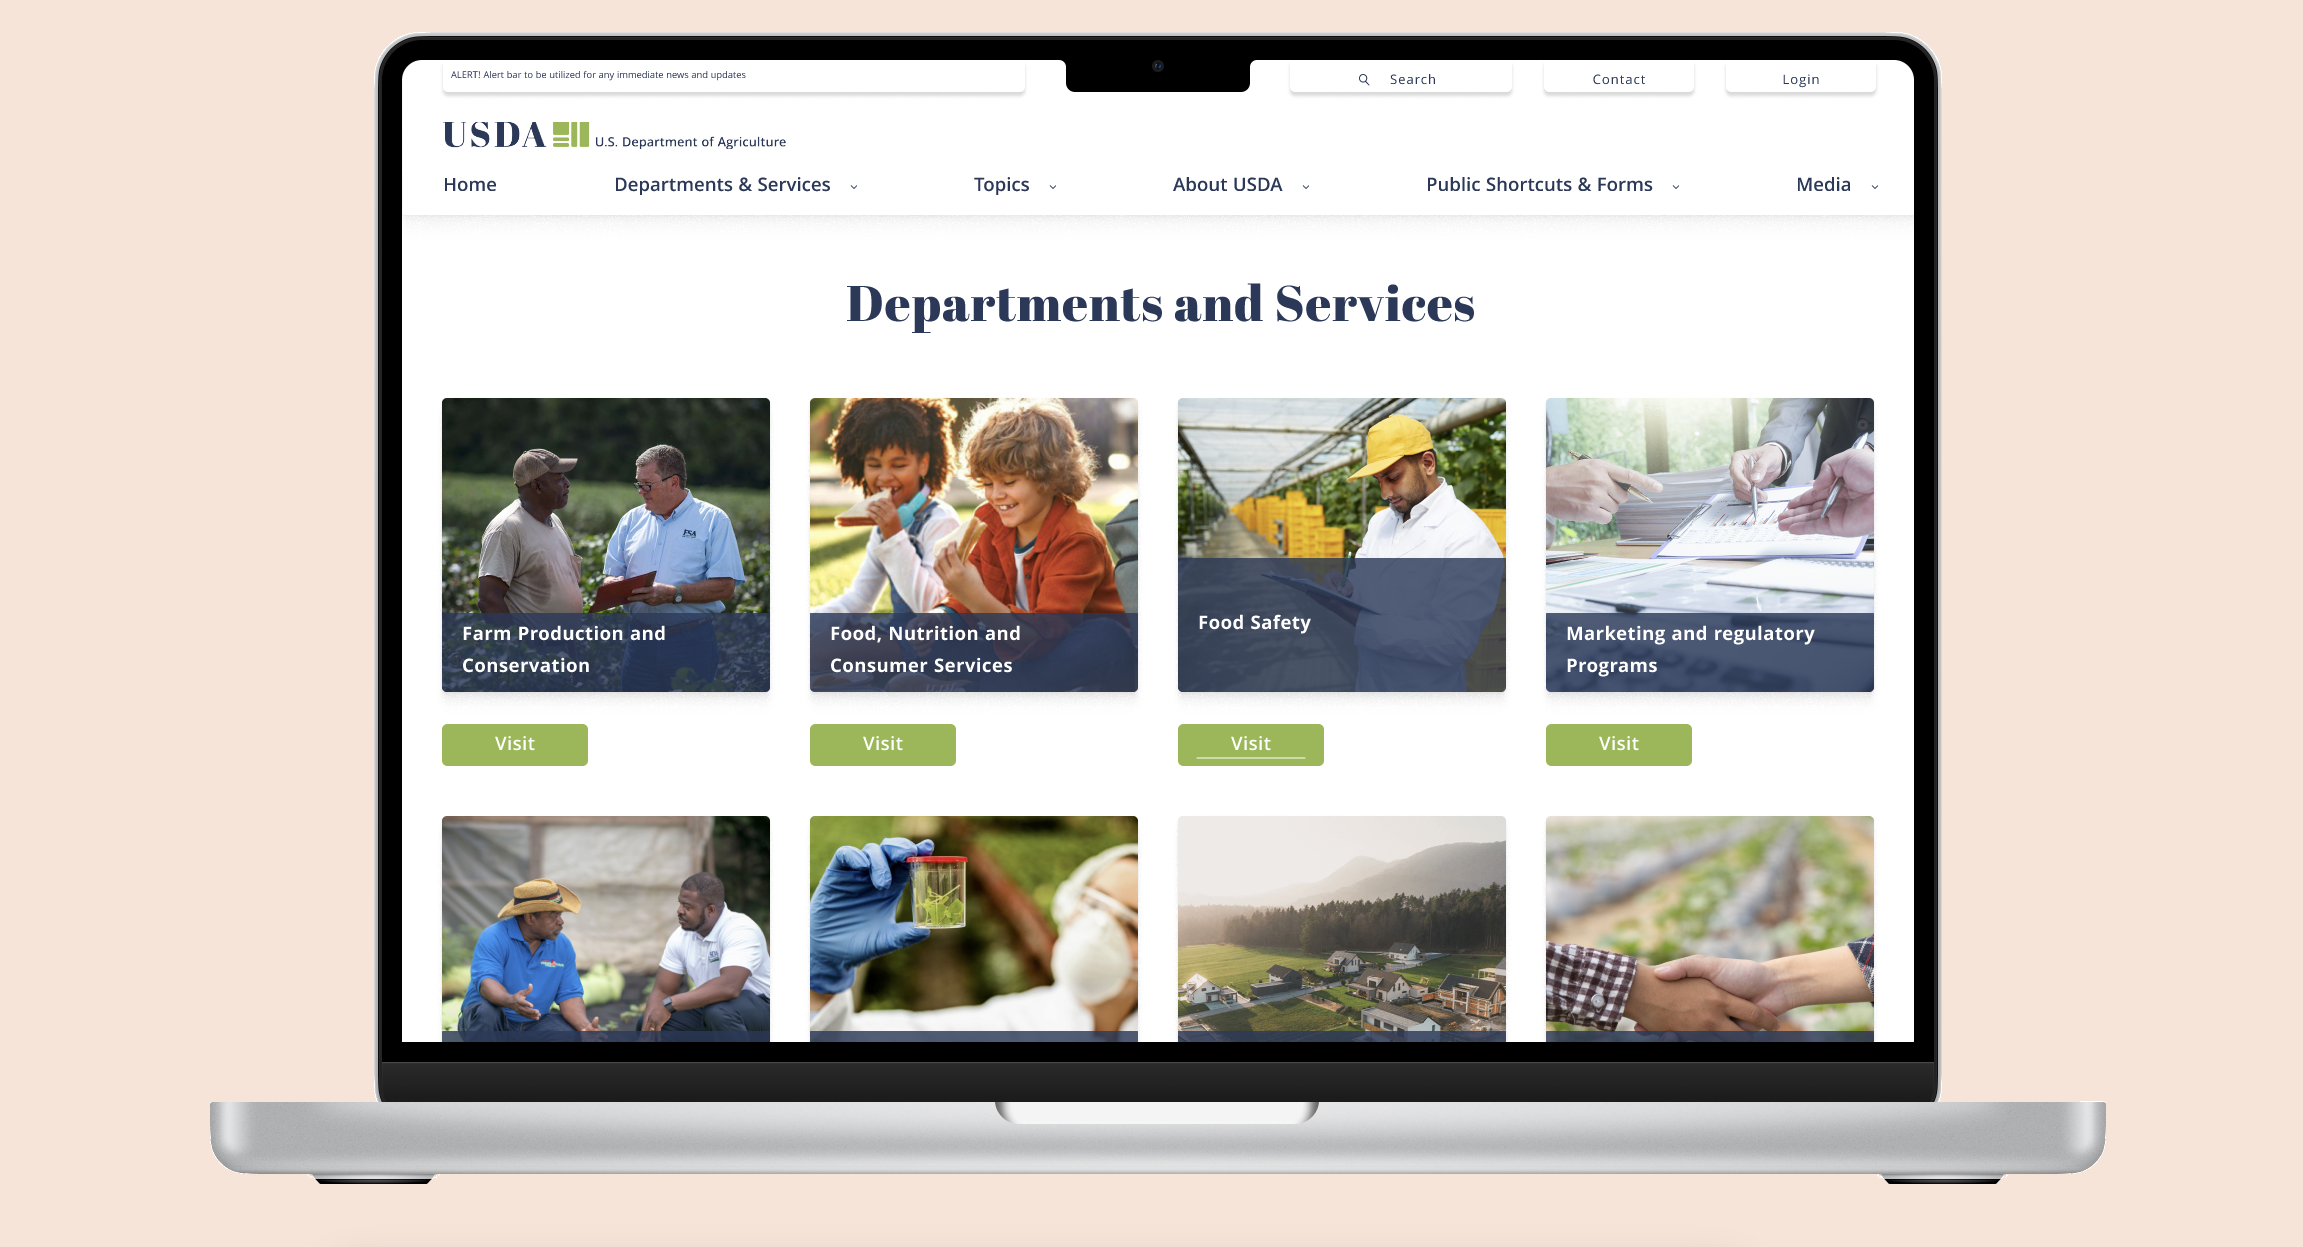 ALERT! Alert bar to be utilized for any immediate news and updates
Search
Contact
Login
USDA
U.S. Department of Agriculture
Home
Departments & Services
Topics
About USDA
Public Shortcuts & Forms
Media
Departments and Services
FSA
Farm Production and
Conservation
Food, Nutrition and
Consumer Services
Food Safety
Marketing and regulatory
Programs
Visit
Visit
Visit
Visit